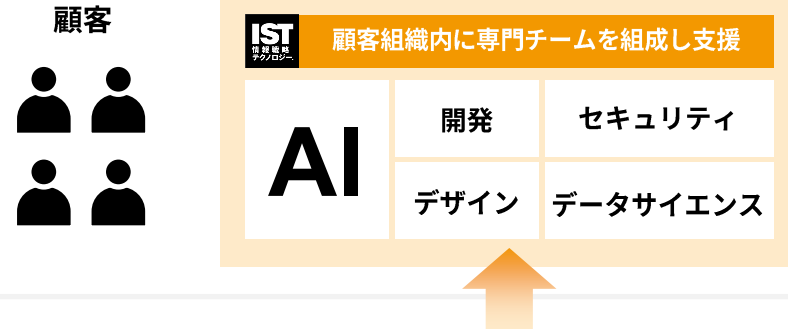 顧客
IST
情報戦略
テクノロジー.
顧客組織内に専門チームを組成し支援
AI
開発
セキュリティ
デザイン
データサイエンス